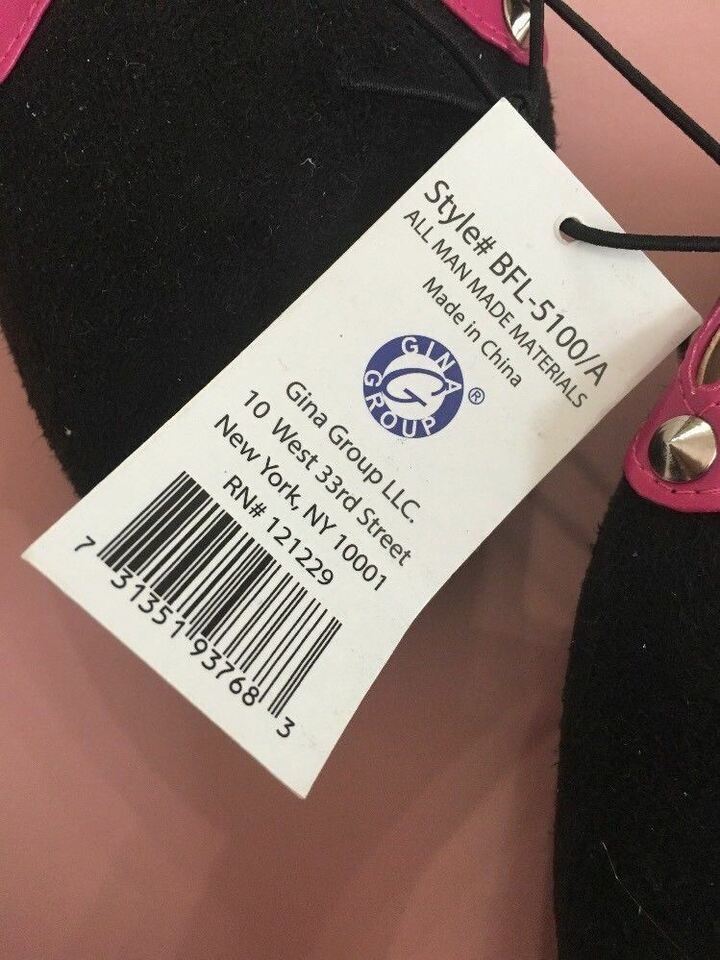 Style# BFL-5100/A
ALL MAN MADE MATERIALS
Made in China
GINA
G
®
GROUP
Gina Group LLC.
10 West 33rd Street
New York, NY 10001
RN# 121229
7 31351 93768 3